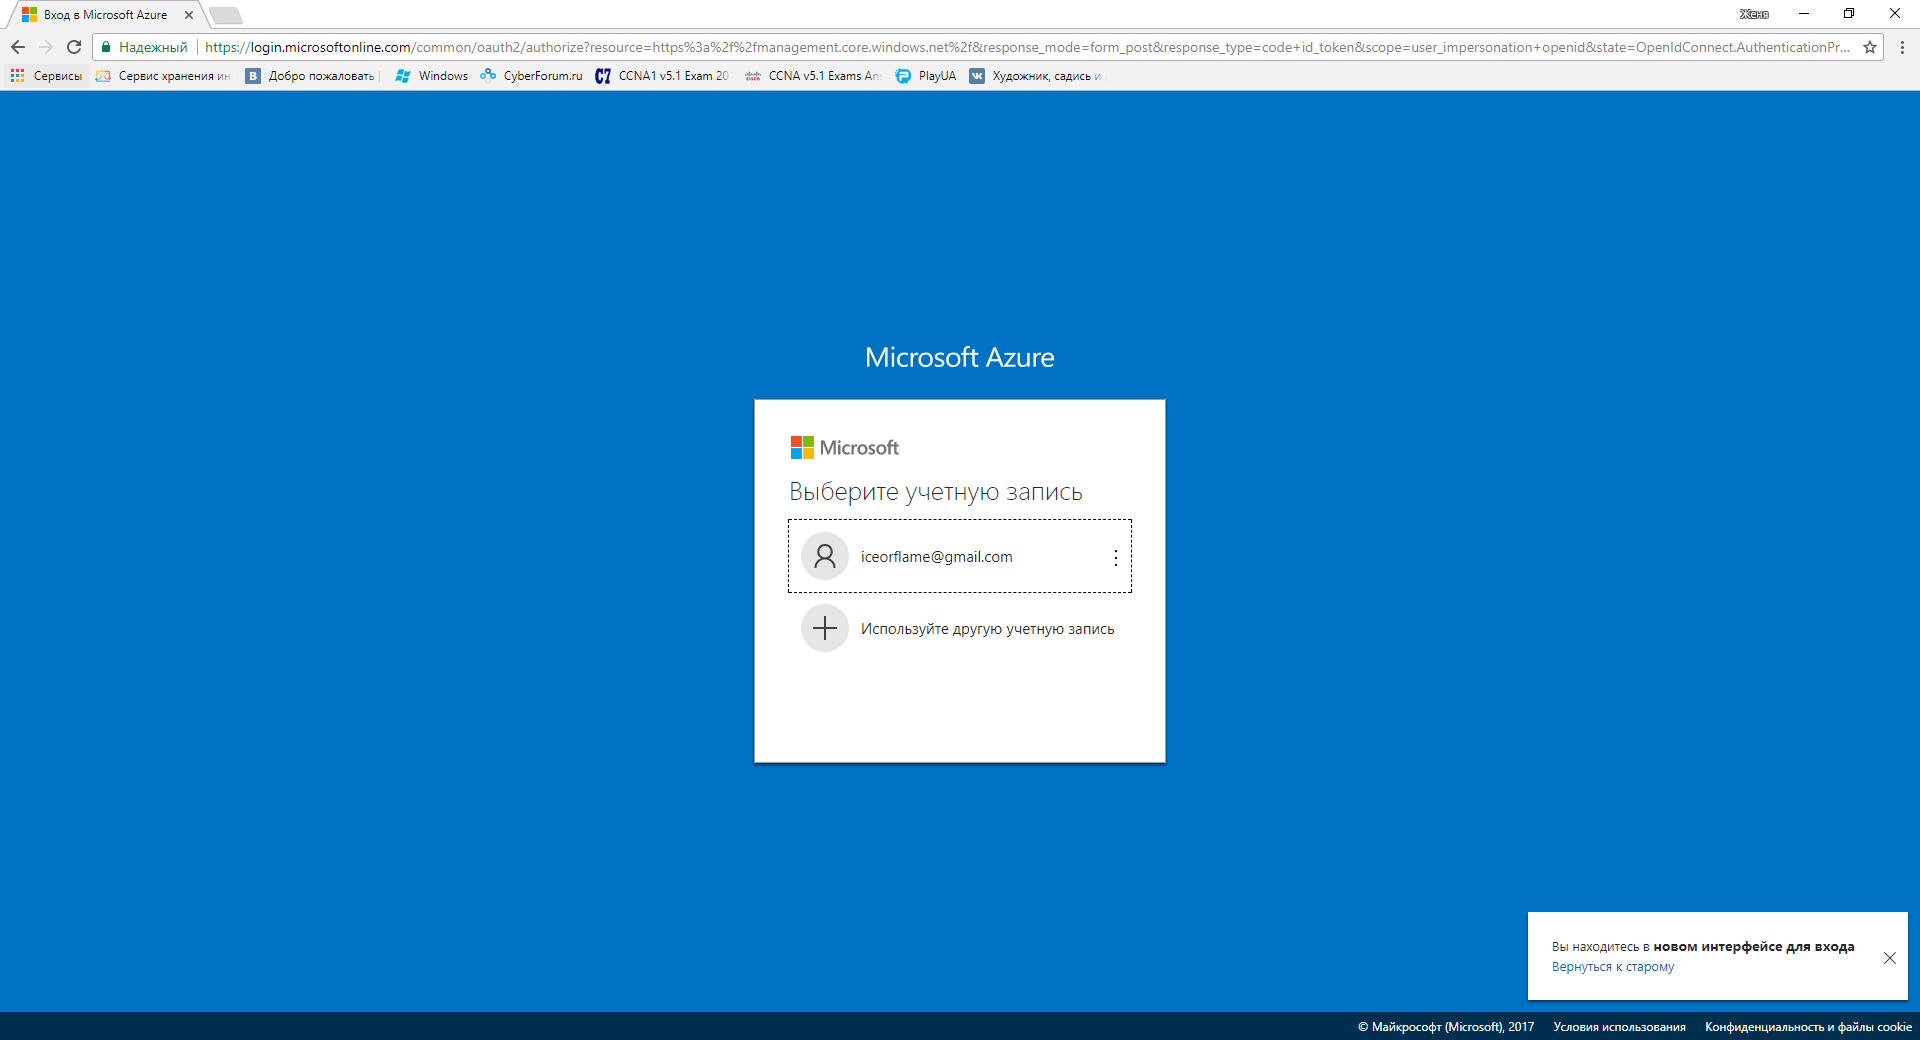 Вход в Microsoft Azure
Женя
Надежный
https://login.microsoftonline.com/common/oauth2/authorize?resource=https%3a%2f%2fmanagement.core.windows.net%2f&response_mode=form_post&response_type=code+id_token&scope=user_impersonation+openid&state=OpenIdConnect.AuthenticationPr...
Сервисы
Сервис хранения ин
Добро пожаловать
Windows
CyberForum.ru
CCNA1 v5.1 Exam 20
CCNA v5.1 Exams An
PlayUA
Художник, садись и
Microsoft Azure
Microsoft
Выберите учетную запись
iceorflame@gmail.com
Используйте другую учетную запись
Вы находитесь в новом интерфейсе для входа
Вернуться к старому
© Майкрософт (Microsoft), 2017
Условия использования
Конфиденциальность и файлы cookie